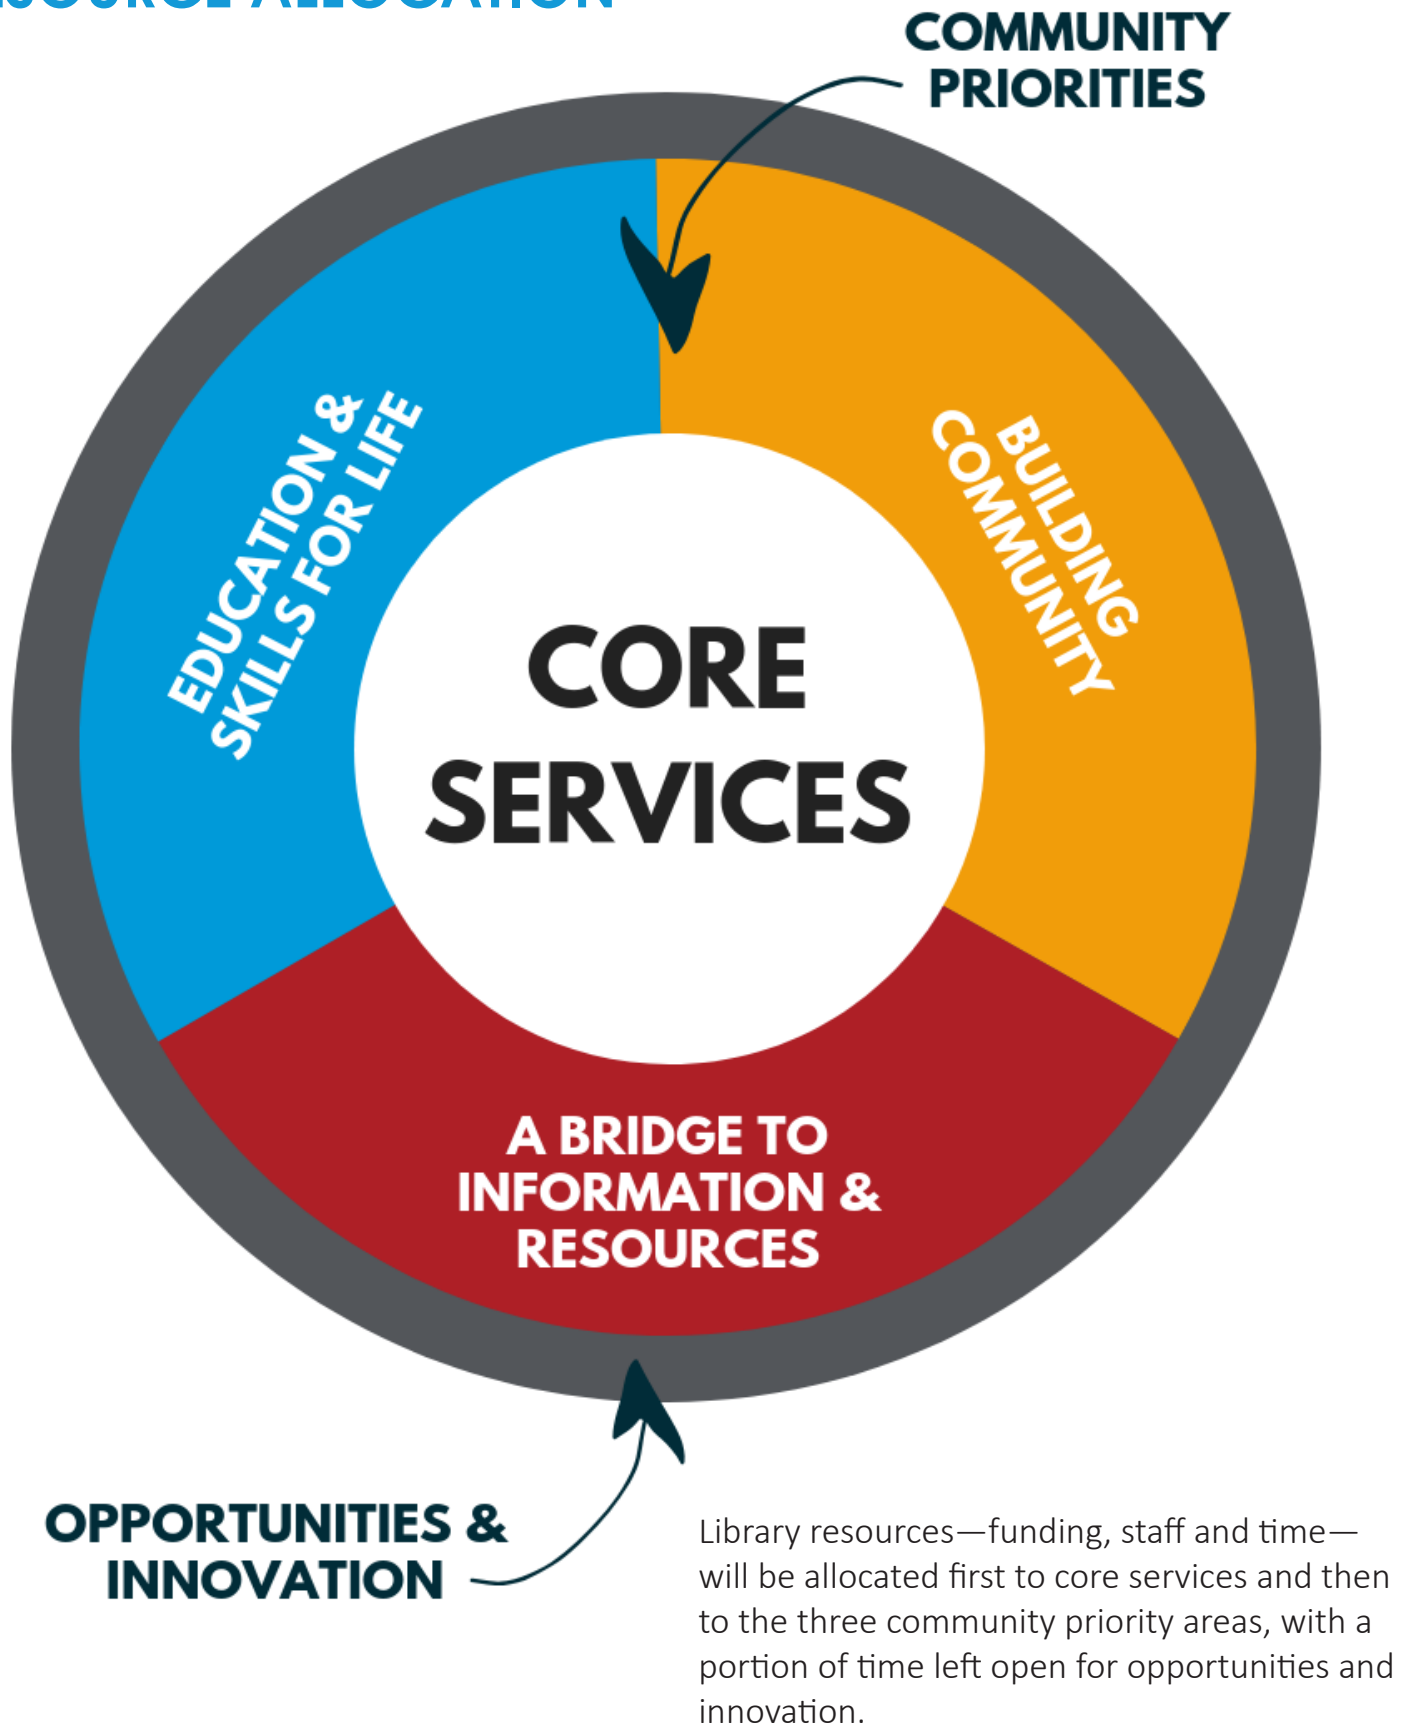 ALLOCATION
COMMUNITY
PRIORITIES
EDUCATION &
SKILLS FOR LIFE
BUILDING
COMMUNITY
CORE
SERVICES
A BRIDGE TO
INFORMATION &
RESOURCES
OPPORTUNITIES &
INNOVATION
Library resources—funding, staff and time—
will be allocated first to core services and then
to the three community priority areas, with a
portion of time left open for opportunities and
innovation.